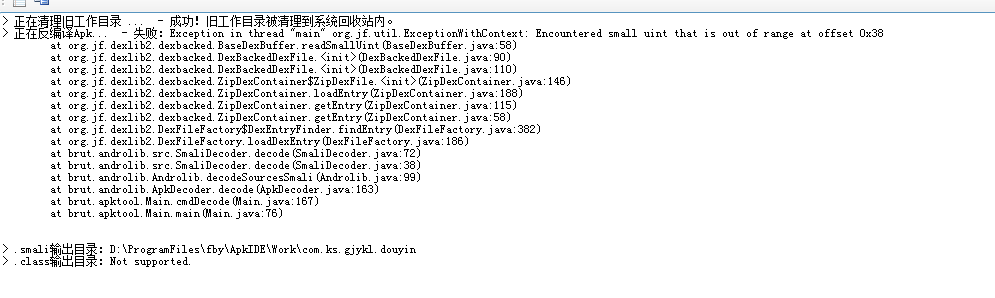 > 正在清理旧工作目录 ... - 成功！旧工作目录被清理到系统回收站内。
> 正在反编译Apk... - 失败：Exception in thread "main" org.jf.util.ExceptionWithContext: Encountered small uint that is out of range at offset 0x38
at org.jf.dexlib2.dexbacked.BaseDexBuffer.readSmallUint(BaseDexBuffer.java:58)
at org.jf.dexlib2.dexbacked.DexBackedDexFile.<init>(DexBackedDexFile.java:90)
at org.jf.dexlib2.dexbacked.DexBackedDexFile.<init>(DexBackedDexFile.java:110)
at org.jf.dexlib2.dexbacked.ZipDexContainer$ZipDexFile.<init>(ZipDexContainer.java:146)
at org.jf.dexlib2.dexbacked.ZipDexContainer.loadEntry(ZipDexContainer.java:188)
at org.jf.dexlib2.dexbacked.ZipDexContainer.getEntry(ZipDexContainer.java:115)
at org.jf.dexlib2.dexbacked.ZipDexContainer.getEntry(ZipDexContainer.java:58)
at org.jf.dexlib2.DexFileFactory$DexEntryFinder.findEntry(DexFileFactory.java:382)
at org.jf.dexlib2.DexFileFactory.loadDexEntry(DexFileFactory.java:186)
at brut.androlib.src.SmaliDecoder.decode(SmaliDecoder.java:72)
at brut.androlib.src.SmaliDecoder.decode(SmaliDecoder.java:38)
at brut.androlib.Androlib.decodeSourcesSmali(Androlib.java:99)
at brut.androlib.ApkDecoder.decode(ApkDecoder.java:163)
at brut.apktool.Main.cmdDecode(Main.java:167)
at brut.apktool.Main.main(Main.java:76)
> .smali输出目录：D:\ProgramFiles\fby\ApkIDE\Work\com.ks.gjykl.douyin
> .class输出目录：Not supported.